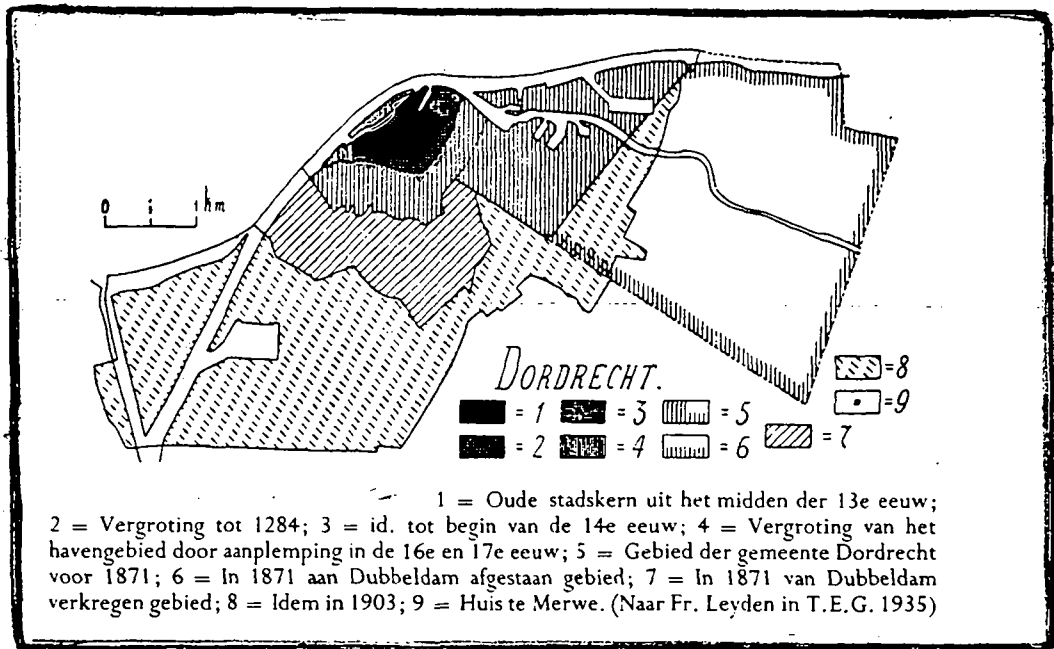 0 1 1 hm
DORDRECHT.
= 1 = 3 = 5 = 8
= 2 = 4 = 6 = 7 = 9
1 = Oude stadskern uit het midden der 13e eeuw;
2 = Vergroting tot 1284; 3 = id. tot begin van de 14e eeuw; 4 = Vergroting van het
havengebied door aanplemping in de 16e en 17e eeuw; 5 = Gebied der gemeente Dordrecht
voor 1871; 6 = In 1871 aan Dubbeldam afgestaan gebied; 7 = In 1871 van Dubbeldam
verkregen gebied; 8 = Idem in 1903; 9 = Huis te Merwe. (Naar Fr. Leyden in T.E.G. 1935)